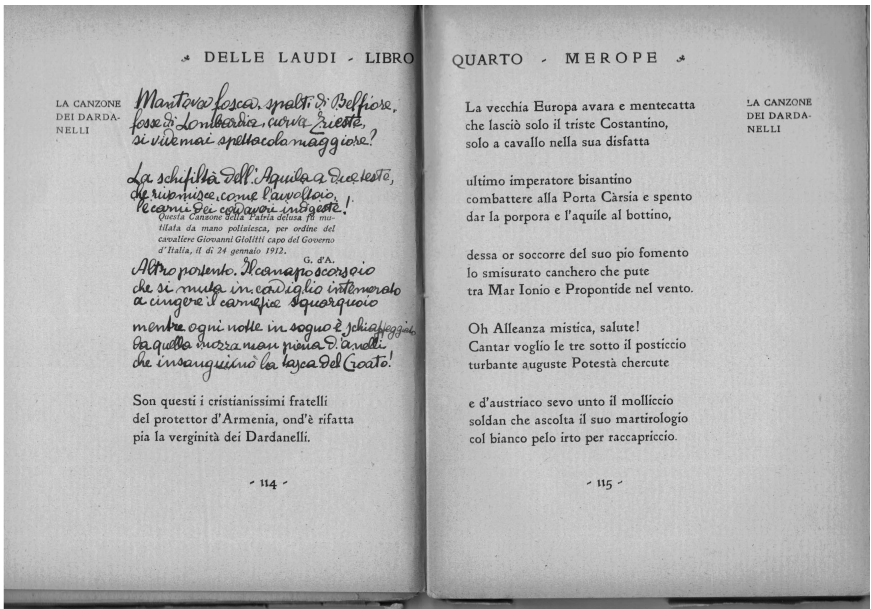 DELLE LAUDI - LIBRO
LA CANZONE
DEI DARDA-
NELLI
Mantova fosca, spalti di Belfiore,
fosse di Lombardia, curva Trieste,
si vide mai spettacolo maggiore?
La schifiltà dell'Aquila a due teste,
che rivomisce, come l'avvoltoio,
le carni dei cadaveri indigeste!
Questa Canzone della Patria delusa fu mu-
tilata da mano poliziesca, per ordine del
cavaliere Giovanni Giolitti capo del Governo
d'Italia, il dì 24 gennaio 1912.
G. d'A.
Altro portento. Il canapo scorsoio
che si muta in cordiglio intemerato
a cingere il carnefice squarquoio
mentre ogni notte in sogno è schiaffeggiato
da quella mozza man piena d'anelli
che insanguinò la tasca del Croato!
Son questi i cristianissimi fratelli
del protettor d'Armenia, ond'è rifatta
pia la verginità dei Dardanelli.
- 114 -
QUARTO - MEROPE
LA CANZONE
DEI DARDA-
NELLI
La vecchia Europa avara e mentecatta
che lasciò solo il triste Costantino,
solo a cavallo nella sua disfatta
ultimo imperatore bisantino
combattere alla Porta Càrsia e spento
dar la porpora e l'aquile al bottino,
dessa or soccorre del suo pio fomento
lo smisurato canchero che pute
tra Mar Ionio e Propontide nel vento.
Oh Alleanza mistica, salute!
Cantar voglio le tre sotto il posticcio
turbante auguste Potestà chercute
e d'austriaco sevo unto il molliccio
soldan che ascolta il suo martirologio
col bianco pelo irto per raccapriccio.
- 115 -